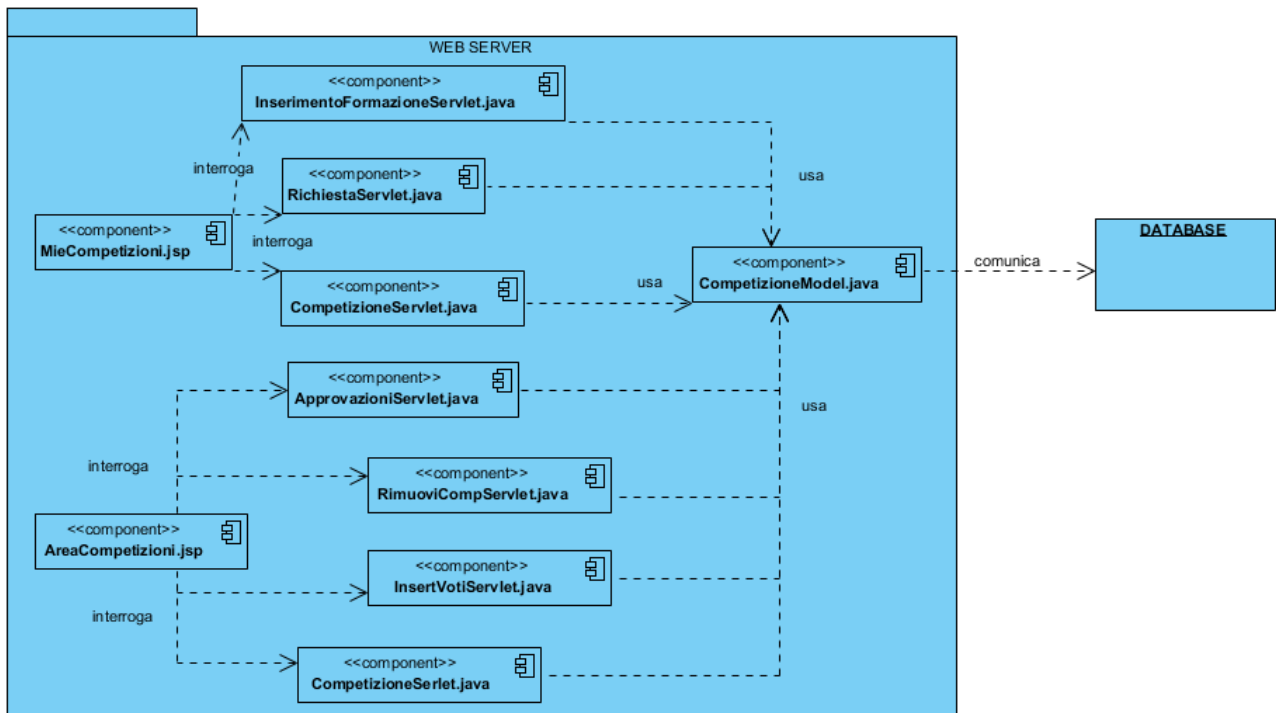 WEB SERVER
<<component>>
InserimentoFormazioneServlet.java
interroga
usa
<<component>>
RichiestaServlet.java
<<component>>
MieCompetizioni.jsp
interroga
DATABASE
<<component>>
CompetizioneModel.java
comunica
<<component>>
CompetizioneServlet.java
usa
<<component>>
ApprovazioniServlet.java
usa
interroga
<<component>>
RimuoviCompServlet.java
<<component>>
AreaCompetizioni.jsp
<<component>>
InsertVotiServlet.java
interroga
<<component>>
CompetizioneSerlet.java